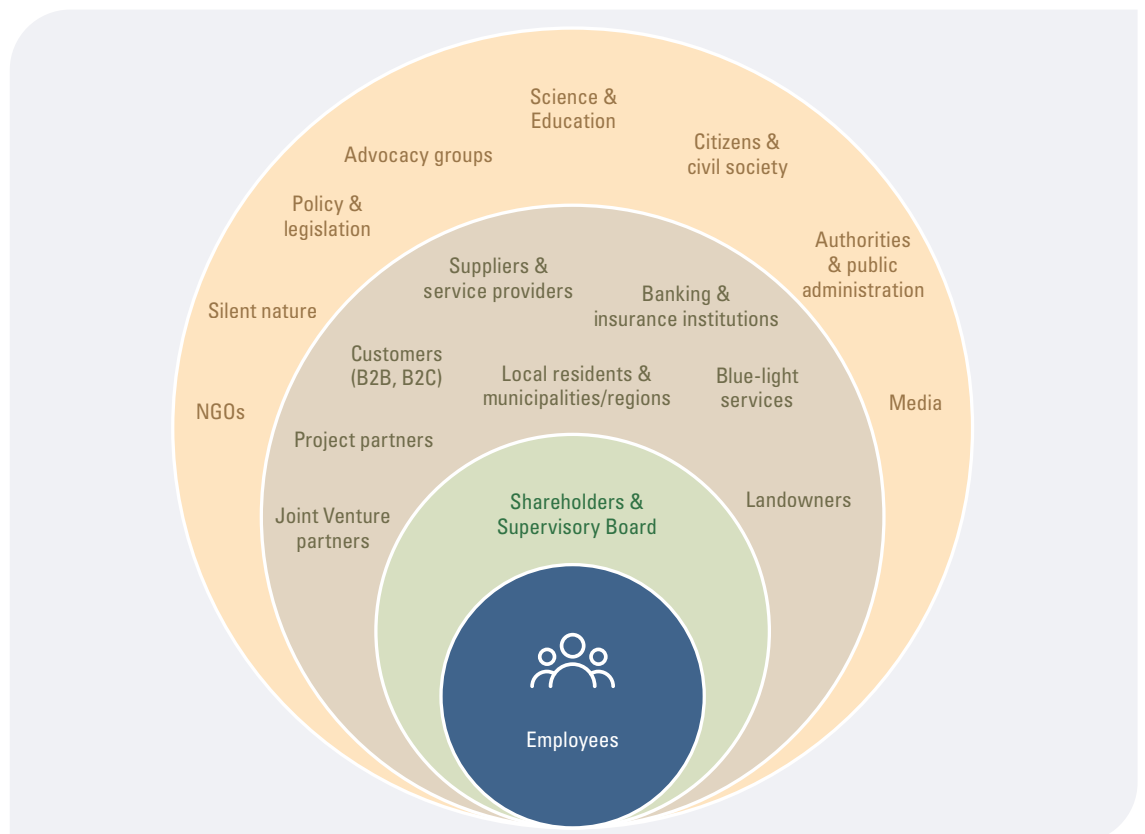 Science &
Education
Citizens &
civil society
Advocacy groups
Policy &
legislation
Authorities
& public
administration
Suppliers &
service providers
Banking &
insurance institutions
Silent nature
Customers
(B2B, B2C)
Local residents &
municipalities/regions
Blue-light
services
NGOs
Media
Project partners
Joint Venture
partners
Shareholders &
Supervisory Board
Landowners
Employees